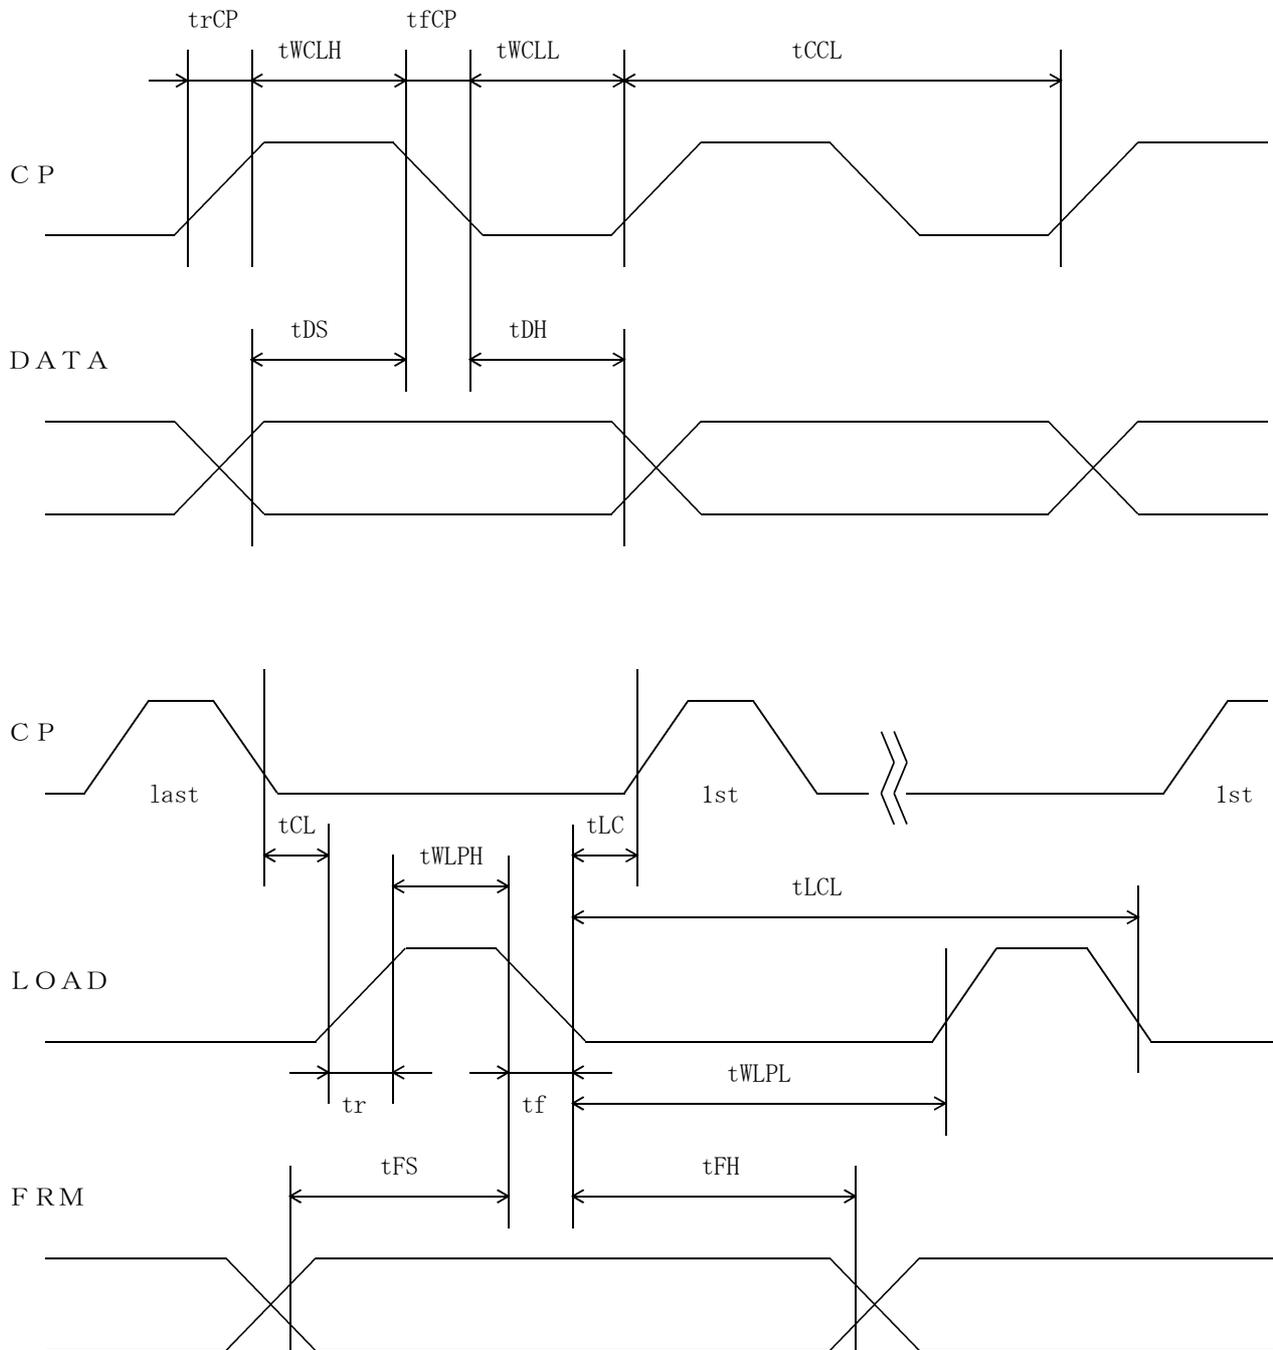 trCP tfCP
tWCLH tWCLL tCCL
CP
tDS tDH
DATA
CP
last 1st 1st
tCL tLC
tWLPH
tLCL
LOAD
tWLPL
tr tf
tFS tFH
FRM